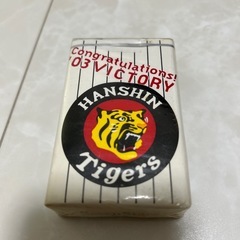 Congratulations!
'03 VICTORY
HANSHIN
Tigers